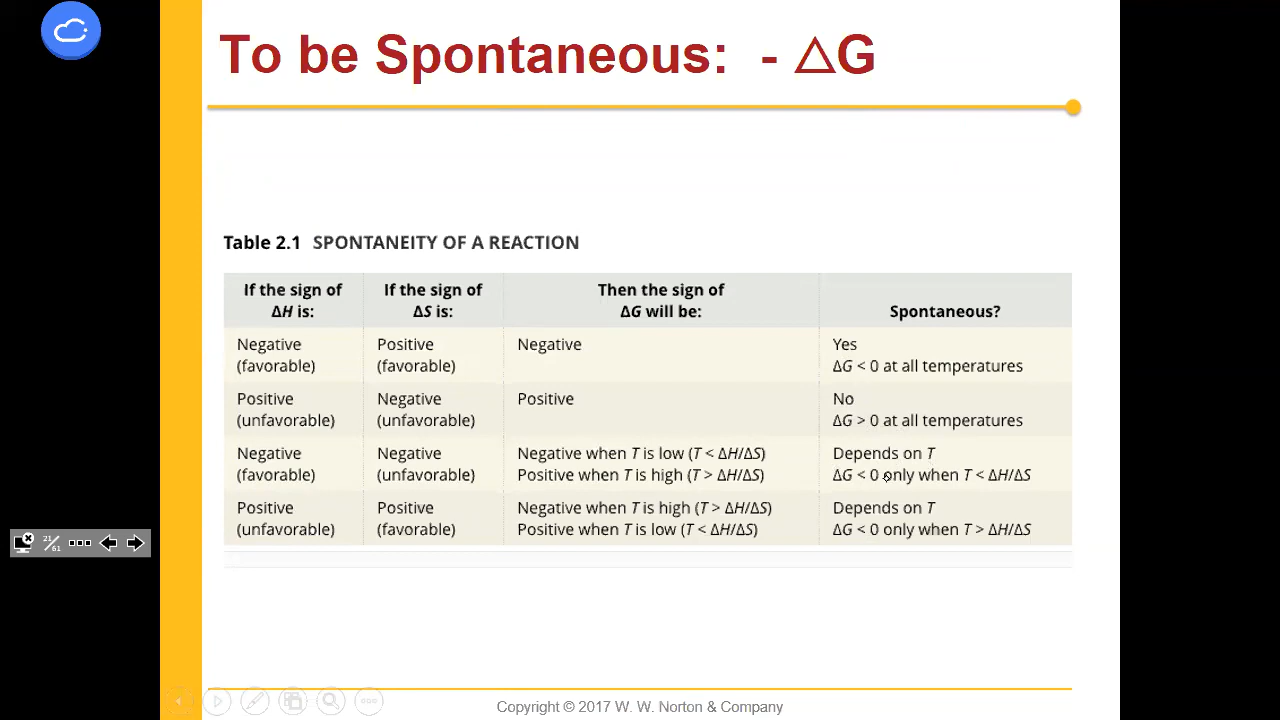 To be Spontaneous: - △G
Table 2.1 SPONTANEITY OF A REACTION
If the sign of ΔH is:
If the sign of ΔS is:
Then the sign of ΔG will be:
Spontaneous?
Negative (favorable)
Positive (favorable)
Negative
Yes
ΔG < 0 at all temperatures
Positive (unfavorable)
Negative (unfavorable)
Positive
No
ΔG > 0 at all temperatures
Negative (favorable)
Negative (unfavorable)
Negative when T is low (T < ΔH/ΔS)
Positive when T is high (T > ΔH/ΔS)
Depends on T
ΔG < 0 only when T < ΔH/ΔS
Positive (unfavorable)
Positive (favorable)
Negative when T is high (T > ΔH/ΔS)
Positive when T is low (T < ΔH/ΔS)
Depends on T
ΔG < 0 only when T > ΔH/ΔS
21/61
Copyright © 2017 W. W. Norton & Company